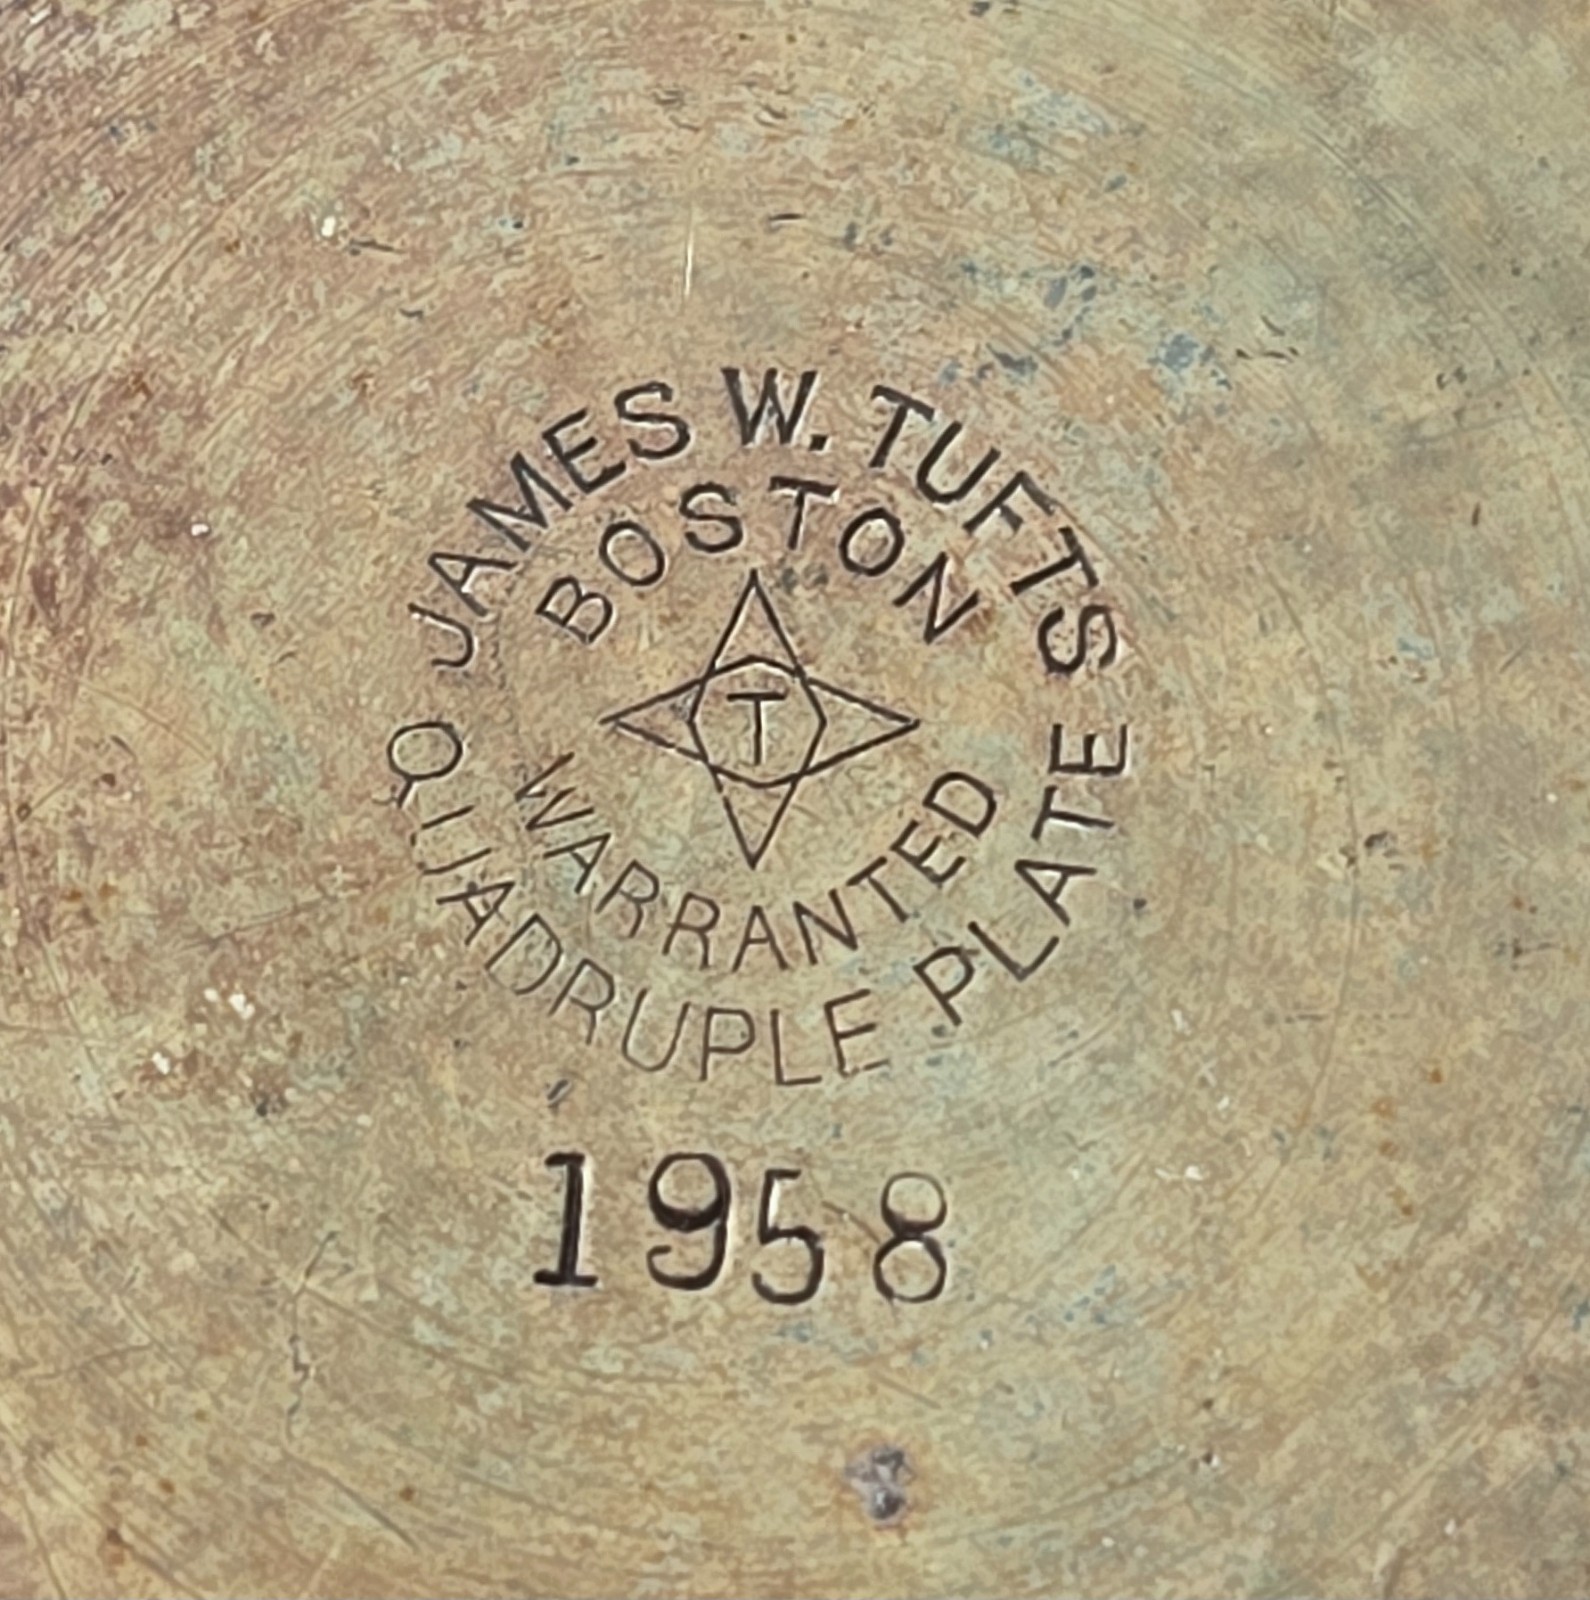 JAMES W. TUFTS
BOSTON
T
WARRANTED
QUADRUPLE PLATE
1958